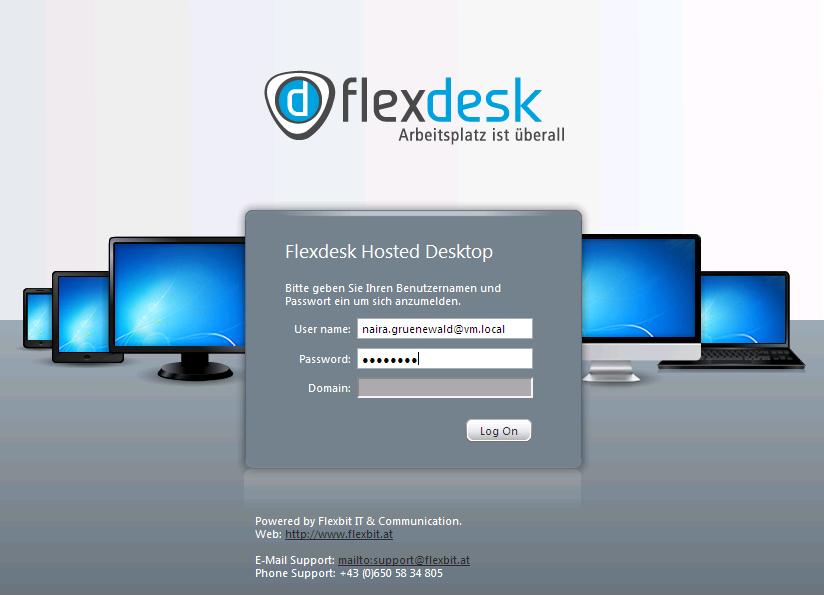 d flexdesk
Arbeitsplatz ist überall
Flexdesk Hosted Desktop
Bitte geben Sie Ihren Benutzernamen und
Passwort ein um sich anzumelden.
User name: naira.gruenewald@vm.local
Password: ●●●●●●●●
Domain:
Log On
Powered by Flexbit IT & Communication.
Web: http://www.flexbit.at
E-Mail Support: mailto:support@flexbit.at
Phone Support: +43 (0)650 58 34 805